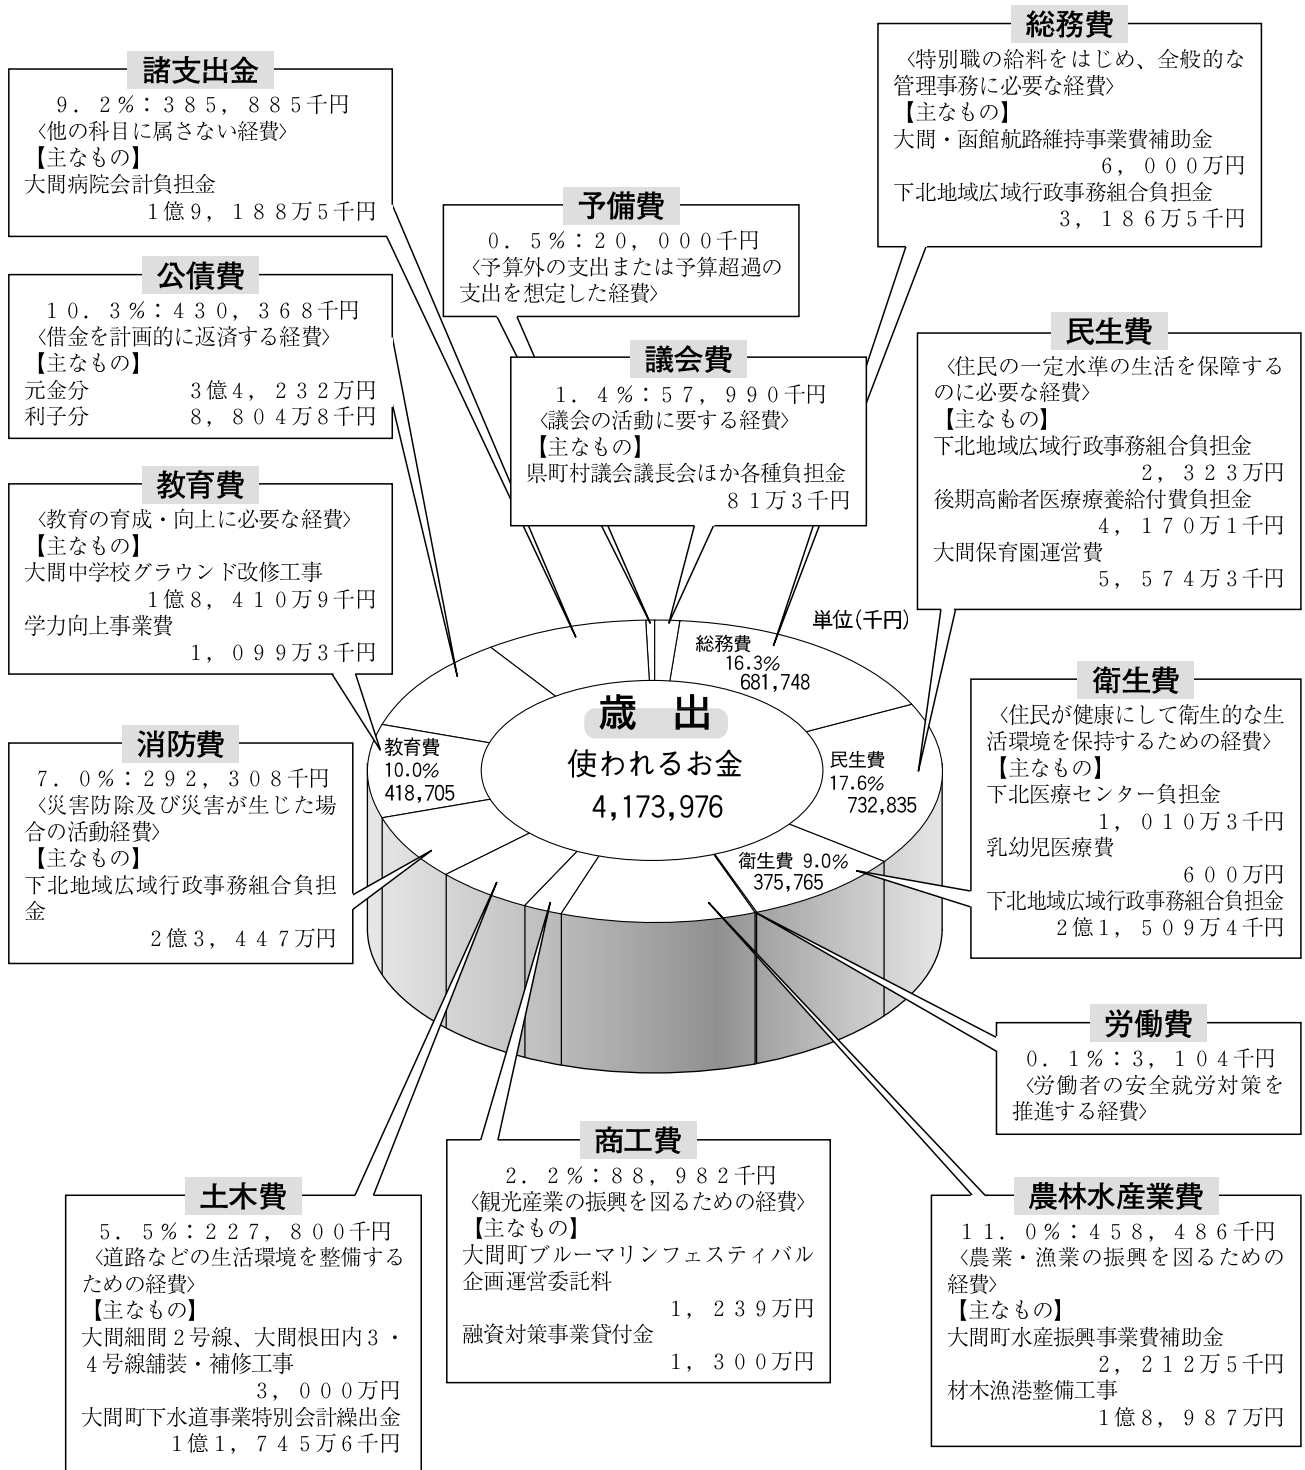 総務費
〈特別職の給料をはじめ、全般的な
管理事務に必要な経費〉
【主なもの】
大間・函館航路維持事業費補助金
6，000万円
下北地域広域行政事務組合負担金
3，186万5千円
諸支出金
9．2％：385，885千円
〈他の科目に属さない経費〉
【主なもの】
大間病院会計負担金
1億9，188万5千円
予備費
0．5％：20，000千円
〈予算外の支出または予算超過の
支出を想定した経費〉
公債費
10．3％：430，368千円
〈借金を計画的に返済する経費〉
【主なもの】
元金分 3億4，232万円
利子分 8，804万8千円
議会費
1．4％：57，990千円
〈議会の活動に要する経費〉
【主なもの】
県町村議会議長会ほか各種負担金
81万3千円
民生費
〈住民の一定水準の生活を保障する
のに必要な経費〉
【主なもの】
下北地域広域行政事務組合負担金
2，323万円
後期高齢者医療療養給付費負担金
4，170万1千円
大間保育園運営費
5，574万3千円
教育費
〈教育の育成・向上に必要な経費〉
【主なもの】
大間中学校グラウンド改修工事
1億8，410万9千円
学力向上事業費
1，099万3千円
単位（千円）
総務費
16.3%
681,748
歳　出
使われるお金
4,173,976
教育費
10.0%
418,705
民生費
17.6%
732,835
衛生費 9.0%
375,765
衛生費
〈住民が健康にして衛生的な生
活環境を保持するための経費〉
【主なもの】
下北医療センター負担金
1，010万3千円
乳幼児医療費
600万円
下北地域広域行政事務組合負担金
2億1，509万4千円
消防費
7．0％：292，308千円
〈災害防除及び災害が生じた場
合の活動経費〉
【主なもの】
下北地域広域行政事務組合負担
金
2億3，447万円
労働費
0．1％：3，104千円
〈労働者の安全就労対策を
推進する経費〉
商工費
2．2％：88，982千円
〈観光産業の振興を図るための経費〉
【主なもの】
大間町ブルーマリンフェスティバル
企画運営委託料
1，239万円
融資対策事業貸付金
1，300万円
土木費
5．5％：227，800千円
〈道路などの生活環境を整備する
ための経費〉
【主なもの】
大間細間2号線、大間根田内3・
4号線舗装・補修工事
3，000万円
大間町下水道事業特別会計繰出金
1億1，745万6千円
農林水産業費
11．0％：458，486千円
〈農業・漁業の振興を図るための
経費〉
【主なもの】
大間町水産振興事業費補助金
2，212万5千円
材木漁港整備工事
1億8，987万円